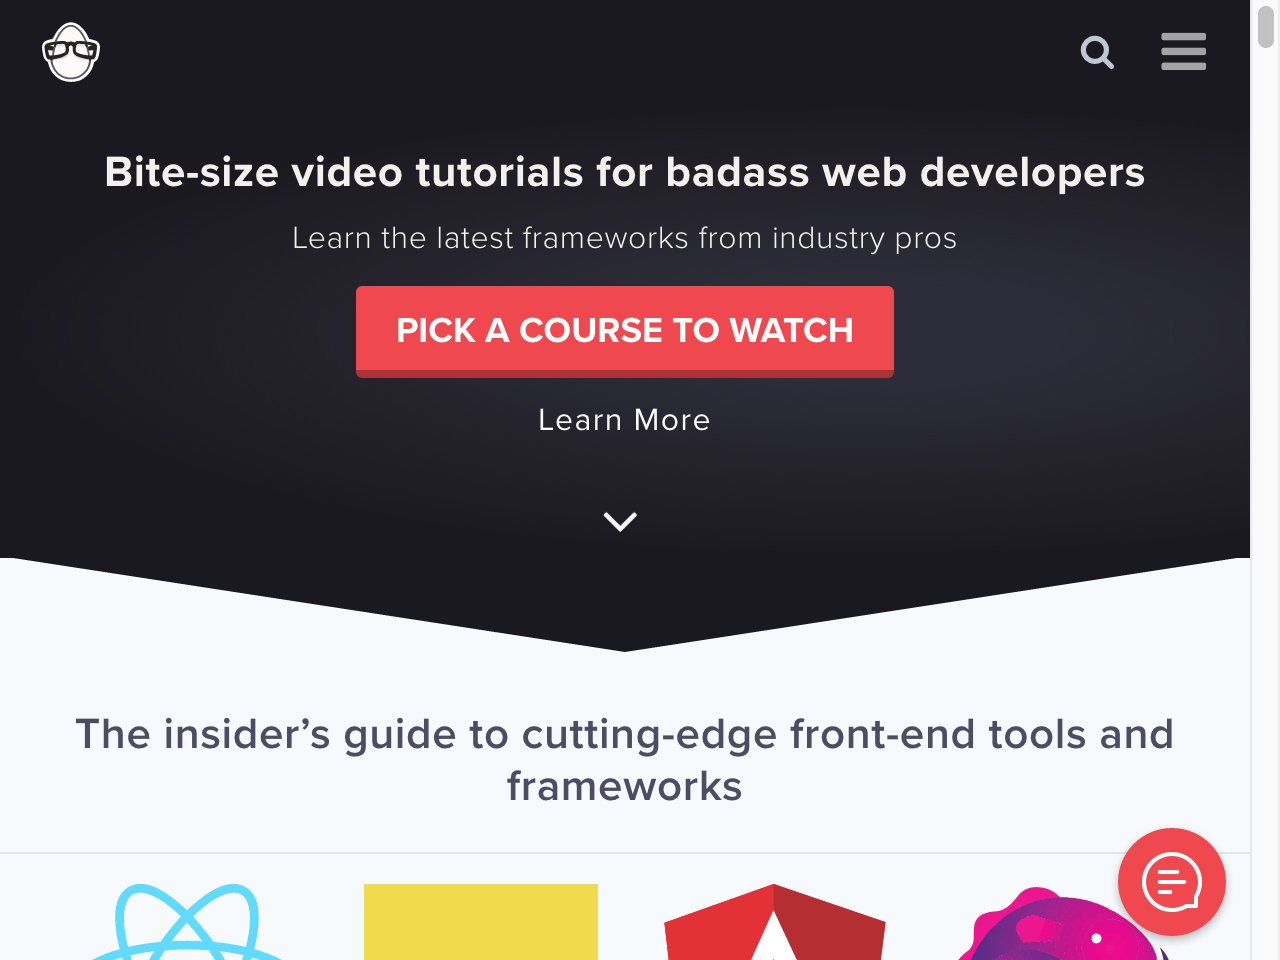 Bite-size video tutorials for badass web developers
Learn the latest frameworks from industry pros
PICK A COURSE TO WATCH
Learn More
The insider’s guide to cutting-edge front-end tools and
frameworks